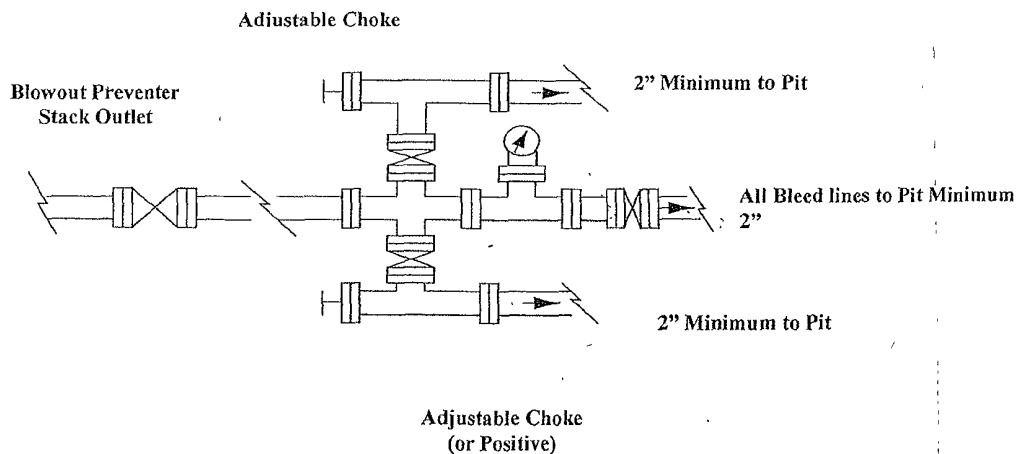 Adjustable Choke
Blowout Preventer
Stack Outlet
2" Minimum to Pit
All Bleed lines to Pit Minimum
2"
2" Minimum to Pit
Adjustable Choke
(or Positive)